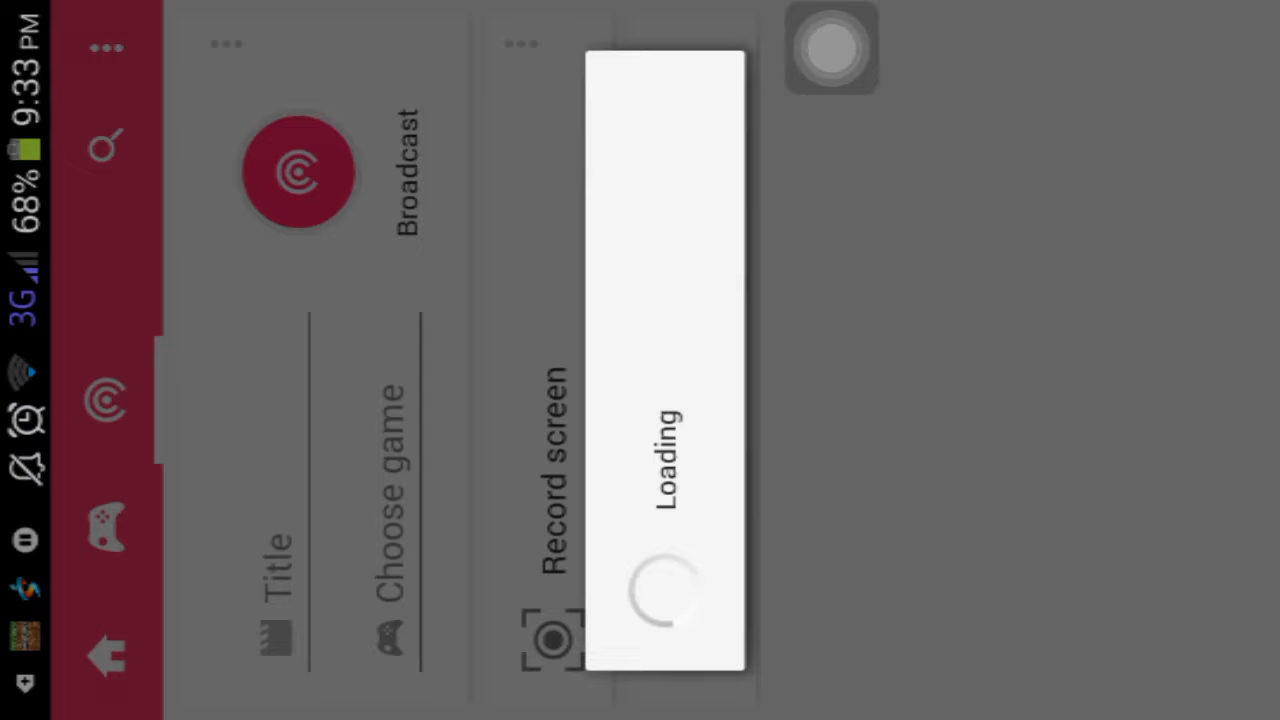 3G 68% 9:33 PM
Title
Choose game
Broadcast
Record screen
Loading